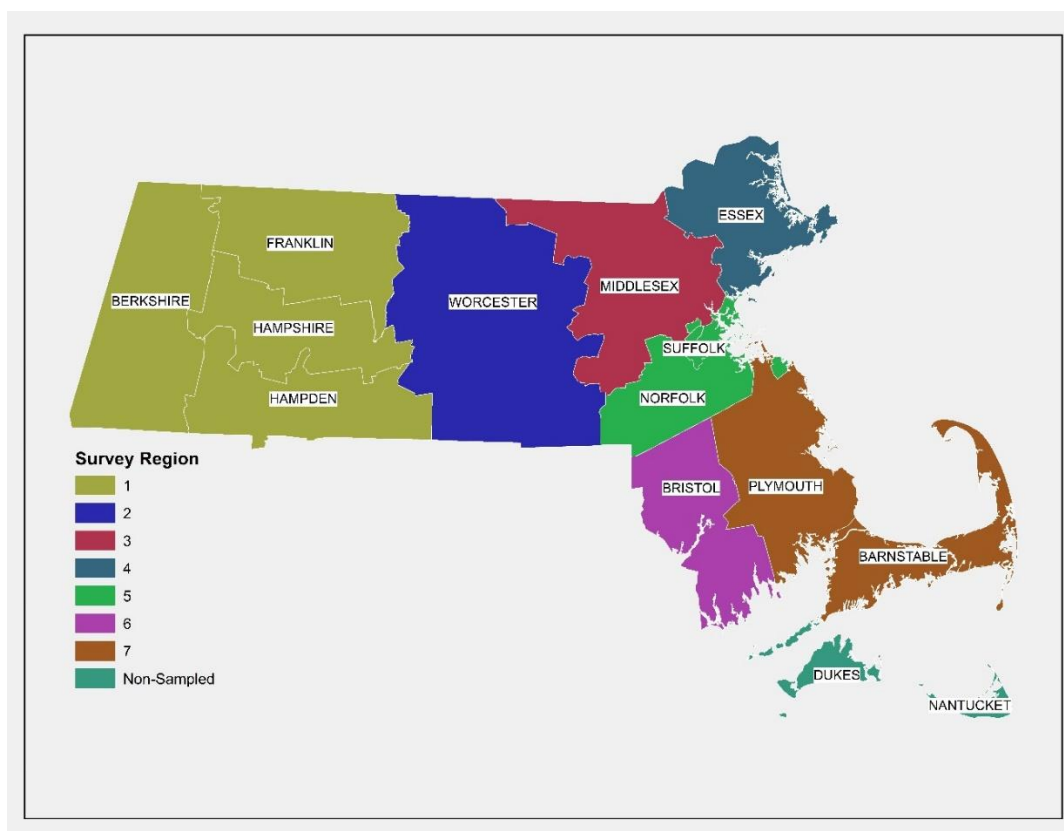 ESSEX
FRANKLIN
MIDDLESEX
BERKSHIRE
WORCESTER
HAMPSHIRE
SUFFOLK
HAMPDEN
NORFOLK
Survey Region
1
2
3
4
5
6
7
Non-Sampled
BRISTOL
PLYMOUTH
BARNSTABLE
DUKES
NANTUCKET